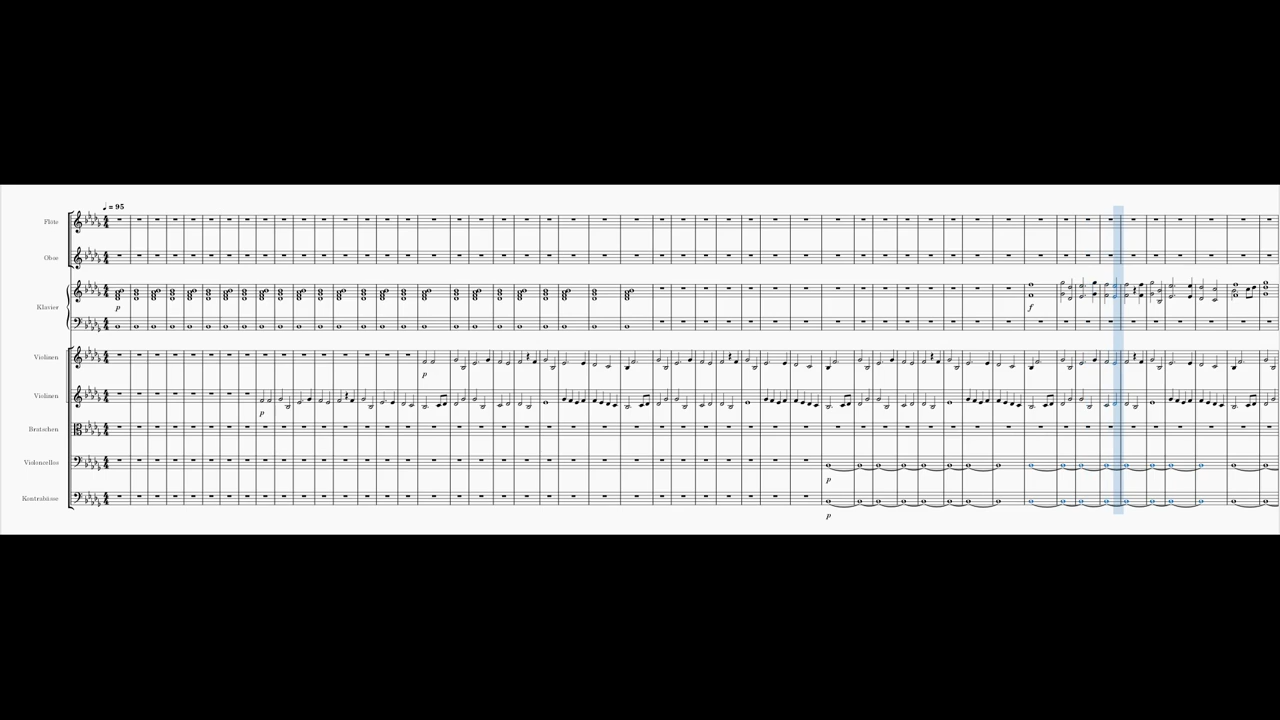 = 95
Flöte
Oboe
Klavier
p
f
Violinen
p
Violinen
p
Bratschen
Violoncellos
p
Kontrabässe
p